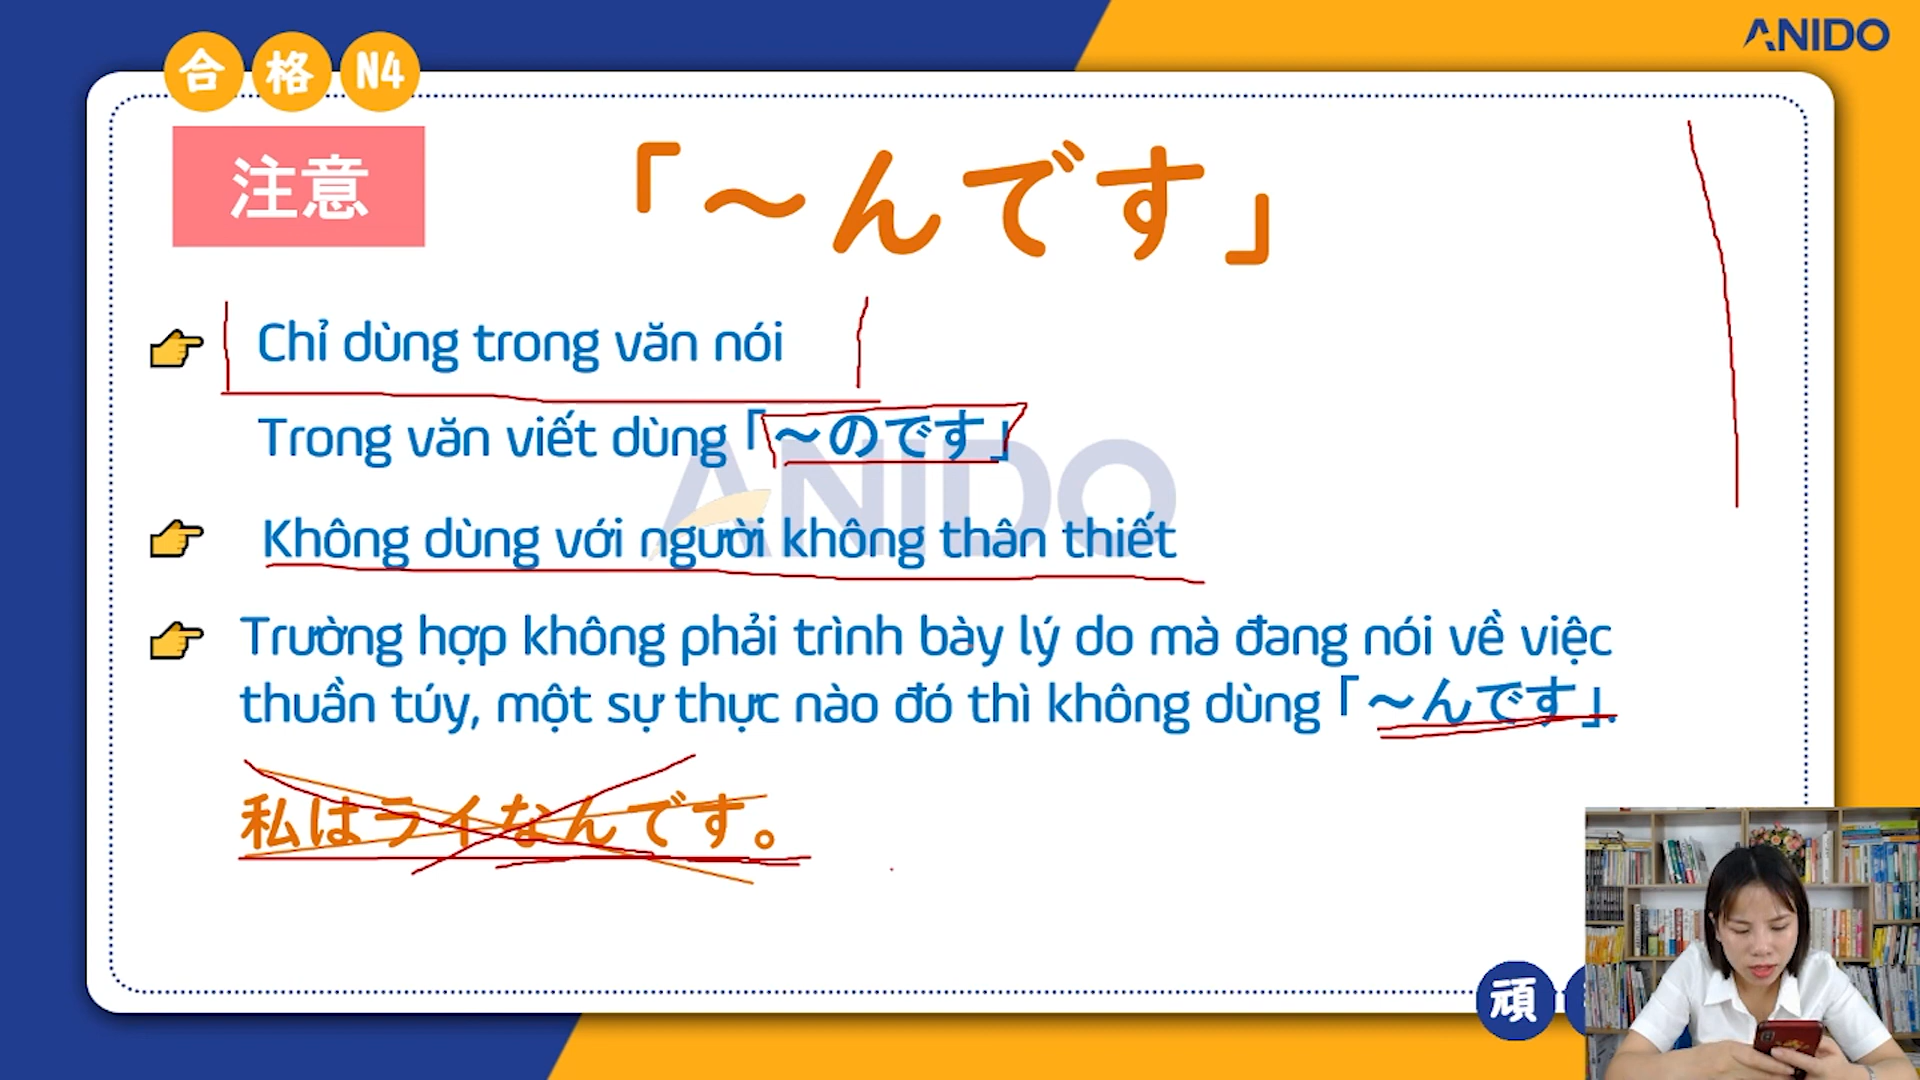 ANIDO
合格N4
注意
「～んです」
Chỉ dùng trong văn nói
Trong văn viết dùng「～のです」
ANIDO
Không dùng với người không thân thiết
Trường hợp không phải trình bày lý do mà đang nói về việc
thuần túy, một sự thực nào đó thì không dùng「～んです」.
私はライなんです。
頑